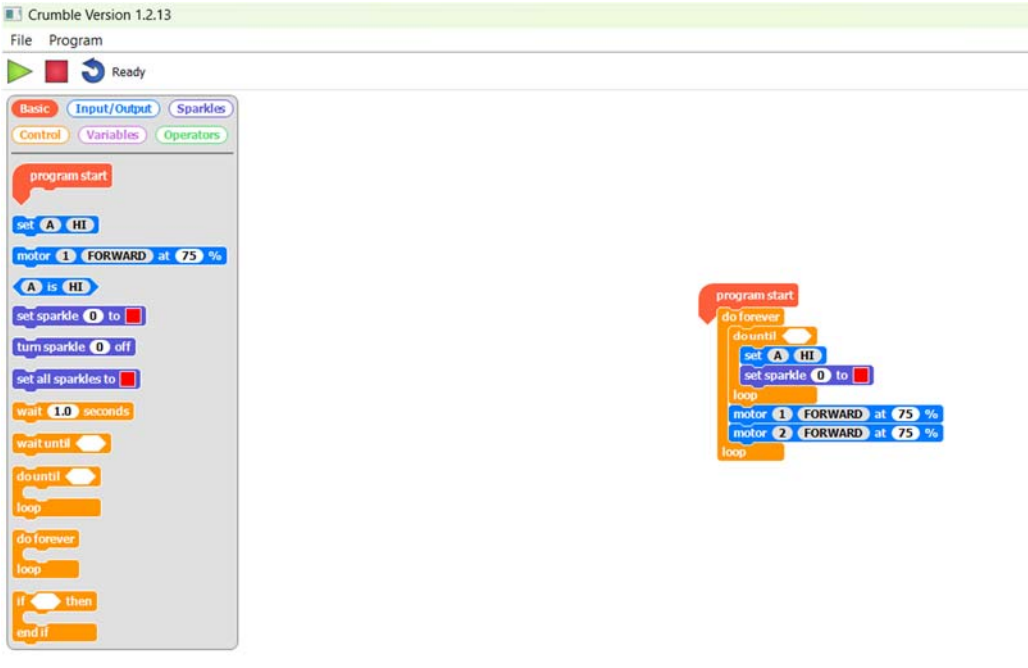 Crumble Version 1.2.13
File Program
Ready
Basic Input/Output Sparkles
Control Variables Operators
program start
set A HI
motor 1 FORWARD at 75 %
A is HI
set sparkle 0 to
turn sparkle 0 off
set all sparkles to
wait 1.0 seconds
wait until
do until
loop
do forever
loop
if then
end if
program start
do forever
do until
set A HI
set sparkle 0 to
loop
motor 1 FORWARD at 75 %
motor 2 FORWARD at 75 %
loop